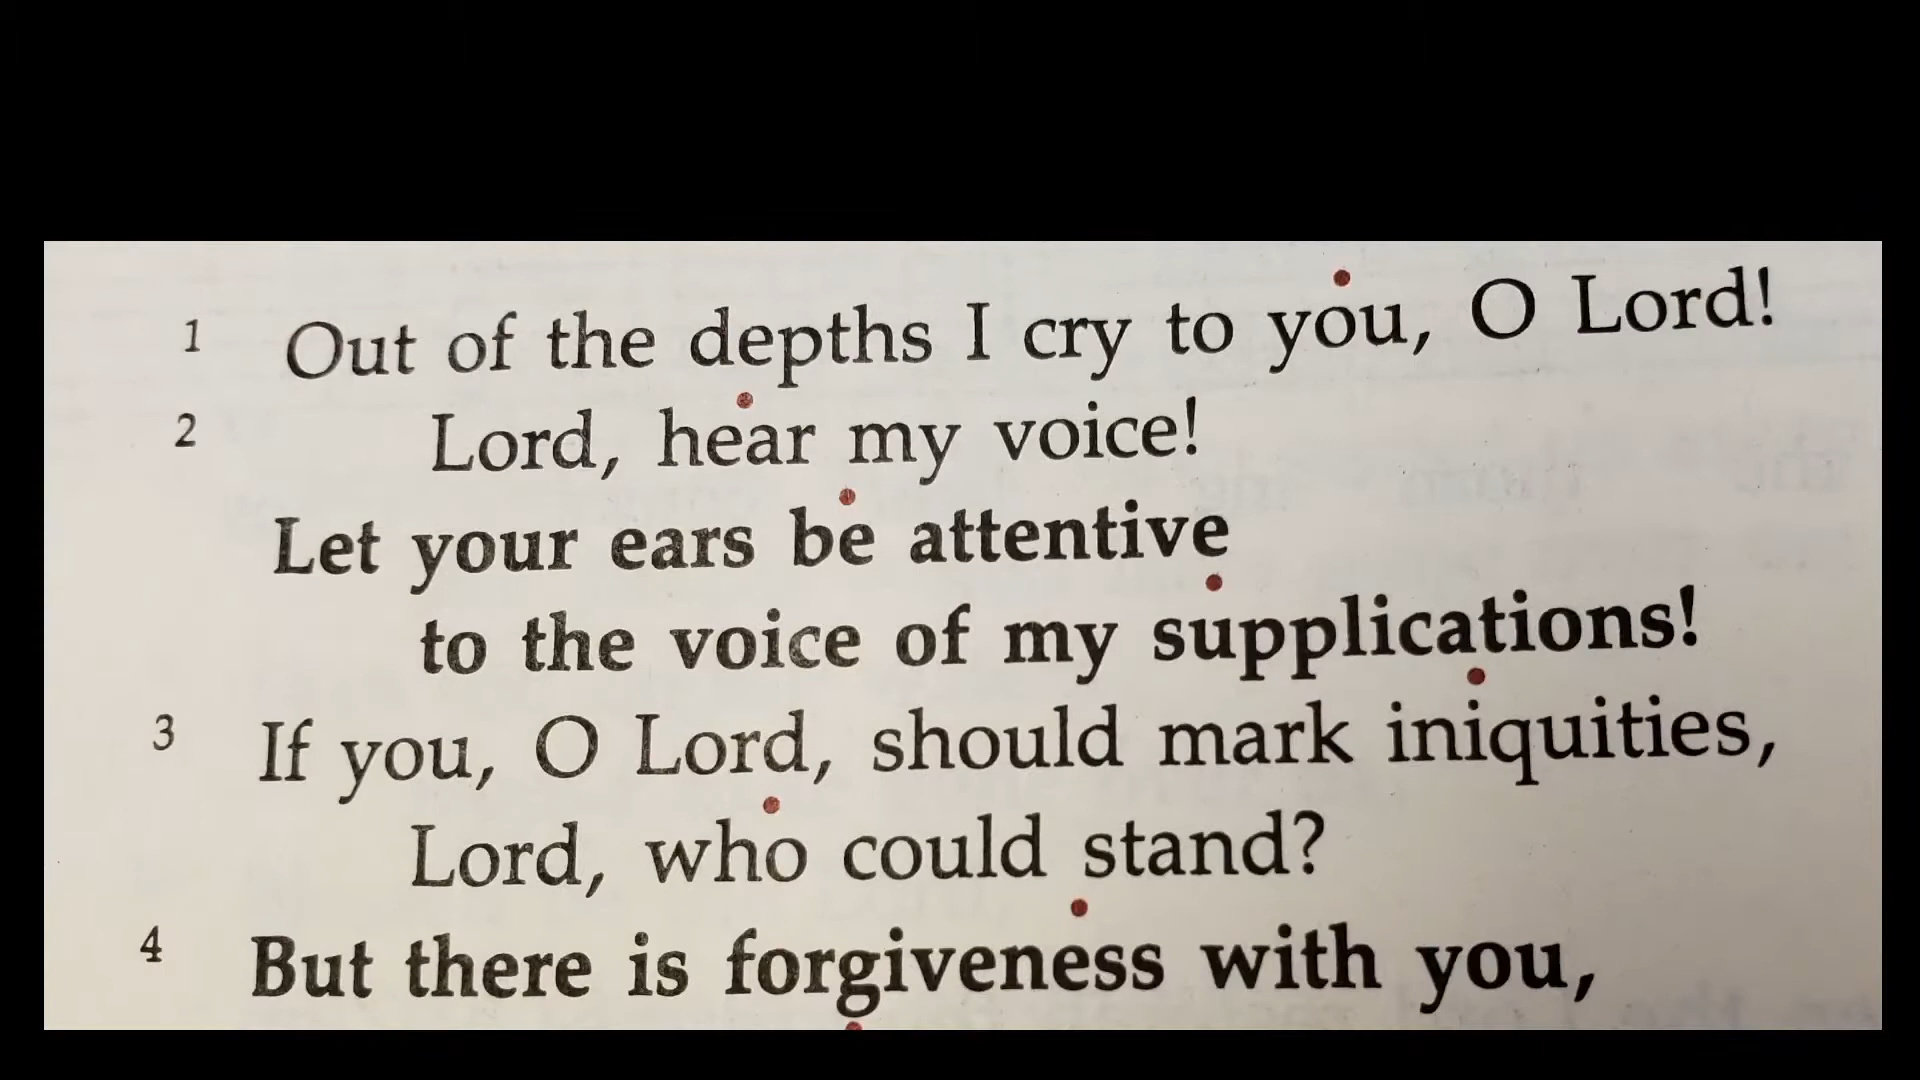 1 Out of the depths I cry to you, O Lord!
2 Lord, hear my voice!
Let your ears be attentive
to the voice of my supplications!
3 If you, O Lord, should mark iniquities,
Lord, who could stand?
4 But there is forgiveness with you,